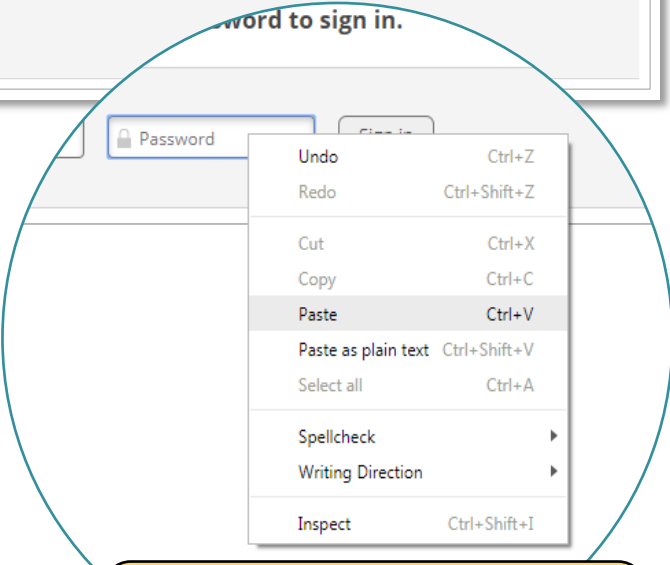 to sign in.
Password
Undo Ctrl+Z
Redo Ctrl+Shift+Z
Cut Ctrl+X
Copy Ctrl+C
Paste Ctrl+V
Paste as plain text Ctrl+Shift+V
Select all Ctrl+A
Spellcheck
Writing Direction
Inspect Ctrl+Shift+I